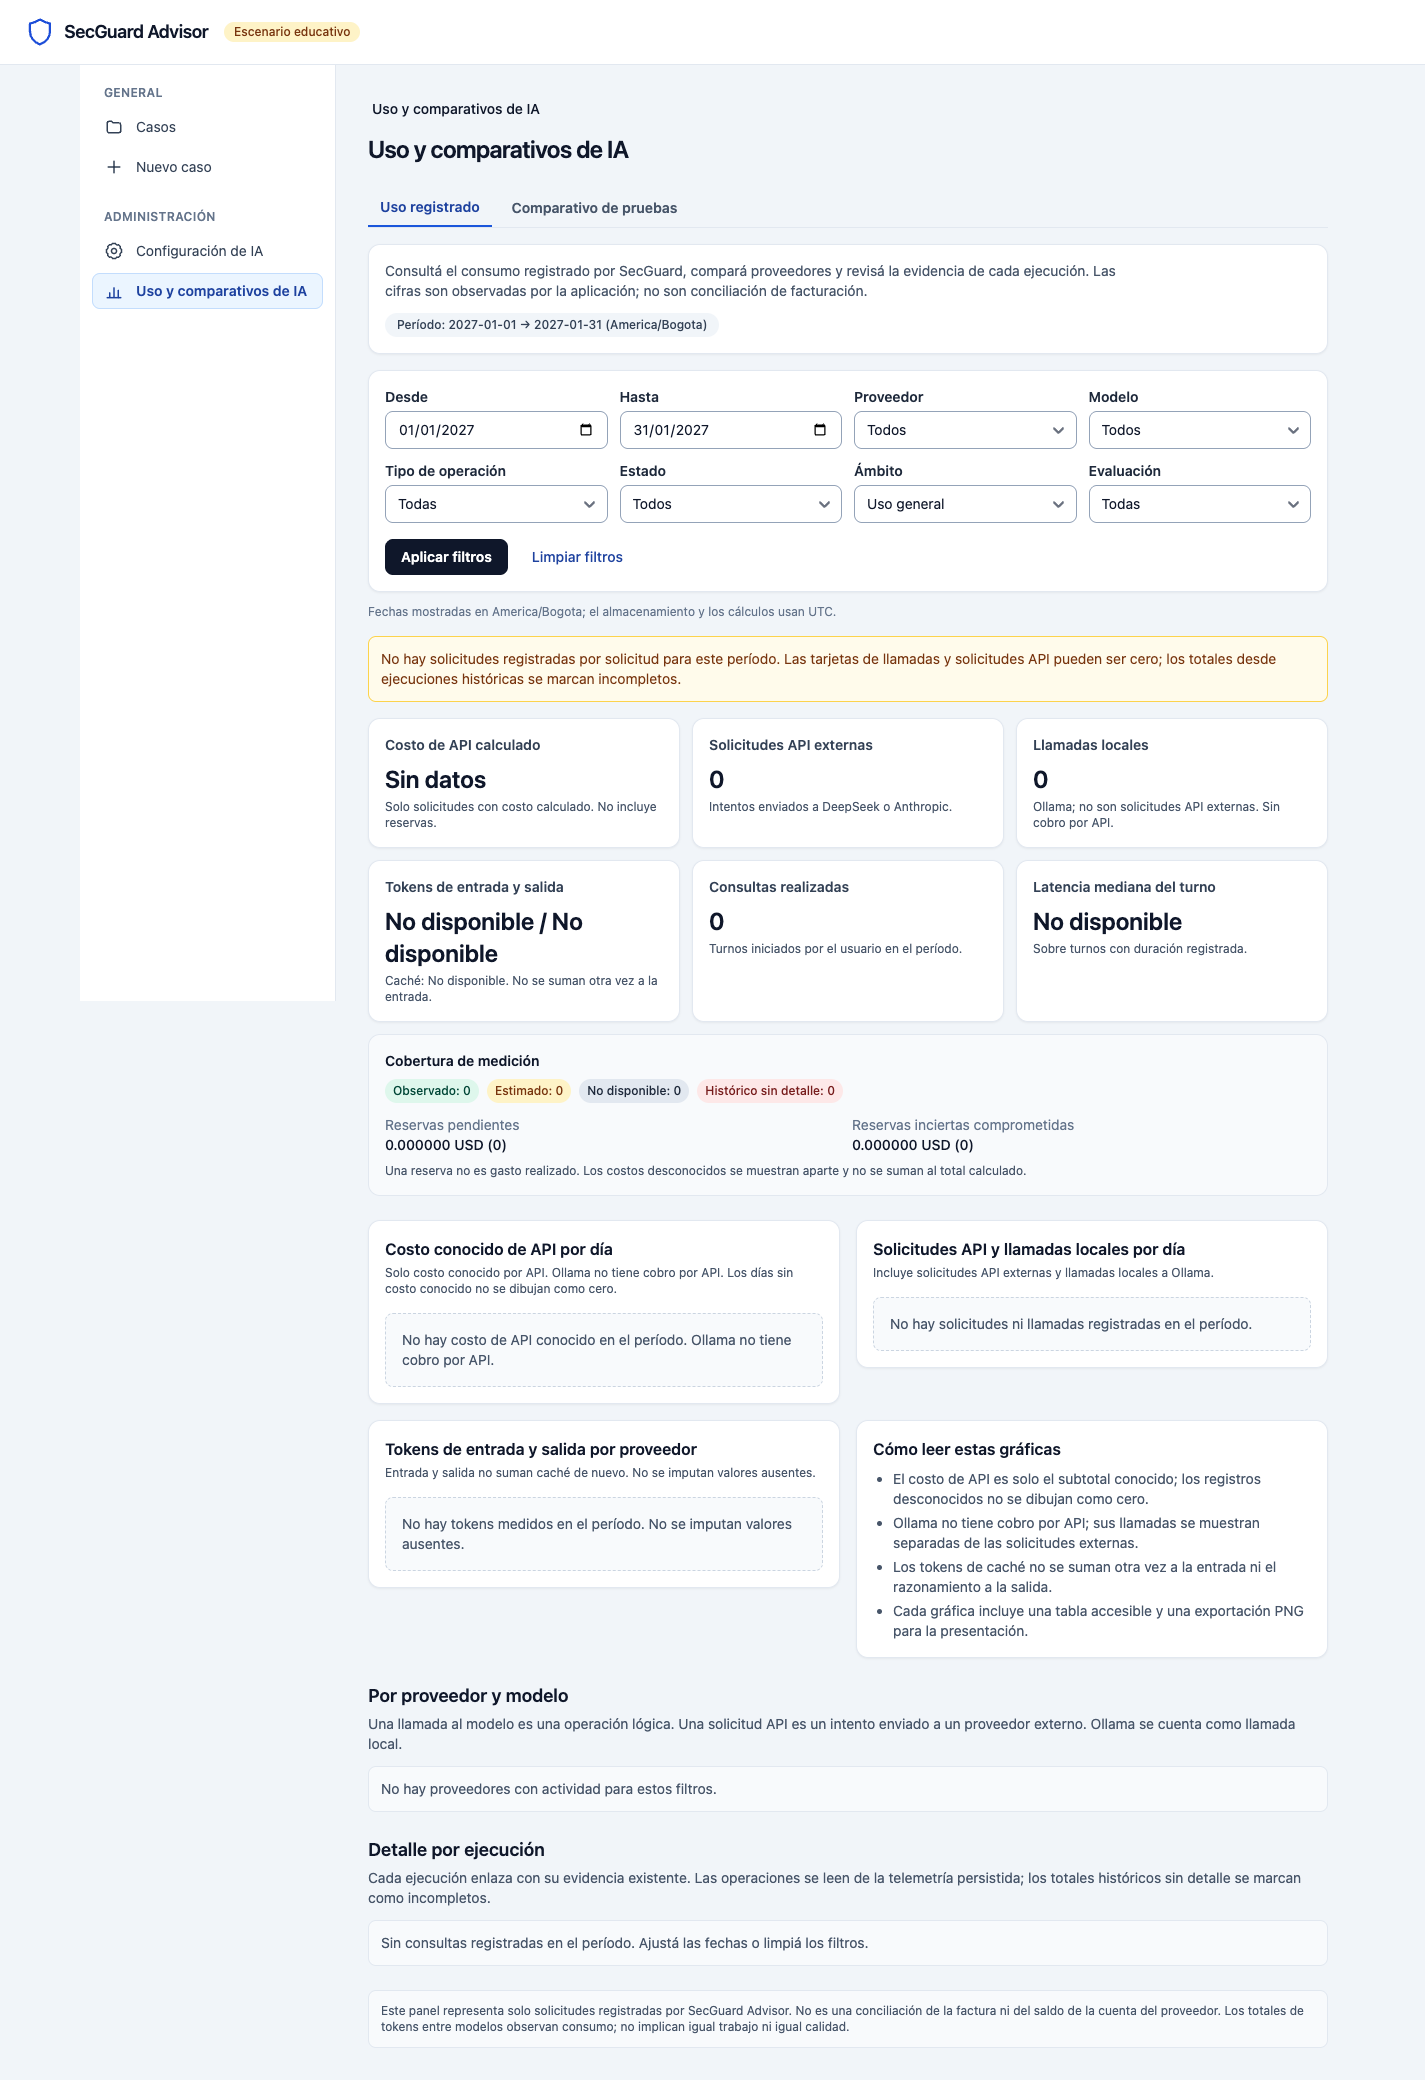 SecGuard Advisor
Escenario educativo
GENERAL
Casos
Nuevo caso
ADMINISTRACIÓN
Configuración de IA
Uso y comparativos de IA
Uso y comparativos de IA
Uso y comparativos de IA
Uso registrado
Comparativo de pruebas
Consultá el consumo registrado por SecGuard, compará proveedores y revisá la evidencia de cada ejecución. Las
cifras son observadas por la aplicación; no son conciliación de facturación.
Período: 2027-01-01 → 2027-01-31 (America/Bogota)
Desde
Hasta
Proveedor
Modelo
01/01/2027
31/01/2027
Todos
Todos
Tipo de operación
Estado
Ámbito
Evaluación
Todas
Todos
Uso general
Todas
Aplicar filtros
Limpiar filtros
Fechas mostradas en America/Bogota; el almacenamiento y los cálculos usan UTC.
No hay solicitudes registradas por solicitud para este período. Las tarjetas de llamadas y solicitudes API pueden ser cero; los totales desde
ejecuciones históricas se marcan incompletos.
Costo de API calculado
Sin datos
Solo solicitudes con costo calculado. No incluye
reservas.
Solicitudes API externas
0
Intentos enviados a DeepSeek o Anthropic.
Llamadas locales
0
Ollama; no son solicitudes API externas. Sin
cobro por API.
Tokens de entrada y salida
No disponible / No
disponible
Caché: No disponible. No se suman otra vez a la
entrada.
Consultas realizadas
0
Turnos iniciados por el usuario en el período.
Latencia mediana del turno
No disponible
Sobre turnos con duración registrada.
Cobertura de medición
Observado: 0
Estimado: 0
No disponible: 0
Histórico sin detalle: 0
Reservas pendientes
0.000000 USD (0)
Reservas inciertas comprometidas
0.000000 USD (0)
Una reserva no es gasto realizado. Los costos desconocidos se muestran aparte y no se suman al total calculado.
Costo conocido de API por día
Solo costo conocido por API. Ollama no tiene cobro por API. Los días sin
costo conocido no se dibujan como cero.
No hay costo de API conocido en el período. Ollama no tiene
cobro por API.
Solicitudes API y llamadas locales por día
Incluye solicitudes API externas y llamadas locales a Ollama.
No hay solicitudes ni llamadas registradas en el período.
Tokens de entrada y salida por proveedor
Entrada y salida no suman caché de nuevo. No se imputan valores ausentes.
No hay tokens medidos en el período. No se imputan valores
ausentes.
Cómo leer estas gráficas
• El costo de API es solo el subtotal conocido; los registros
desconocidos no se dibujan como cero.
• Ollama no tiene cobro por API; sus llamadas se muestran
separadas de las solicitudes externas.
• Los tokens de caché no se suman otra vez a la entrada ni el
razonamiento a la salida.
• Cada gráfica incluye una tabla accesible y una exportación PNG
para la presentación.
Por proveedor y modelo
Una llamada al modelo es una operación lógica. Una solicitud API es un intento enviado a un proveedor externo. Ollama se cuenta como llamada
local.
No hay proveedores con actividad para estos filtros.
Detalle por ejecución
Cada ejecución enlaza con su evidencia existente. Las operaciones se leen de la telemetría persistida; los totales históricos sin detalle se marcan
como incompletos.
Sin consultas registradas en el período. Ajustá las fechas o limpiá los filtros.
Este panel representa solo solicitudes registradas por SecGuard Advisor. No es una conciliación de la factura ni del saldo de la cuenta del proveedor. Los totales de
tokens entre modelos observan consumo; no implican igual trabajo ni igual calidad.